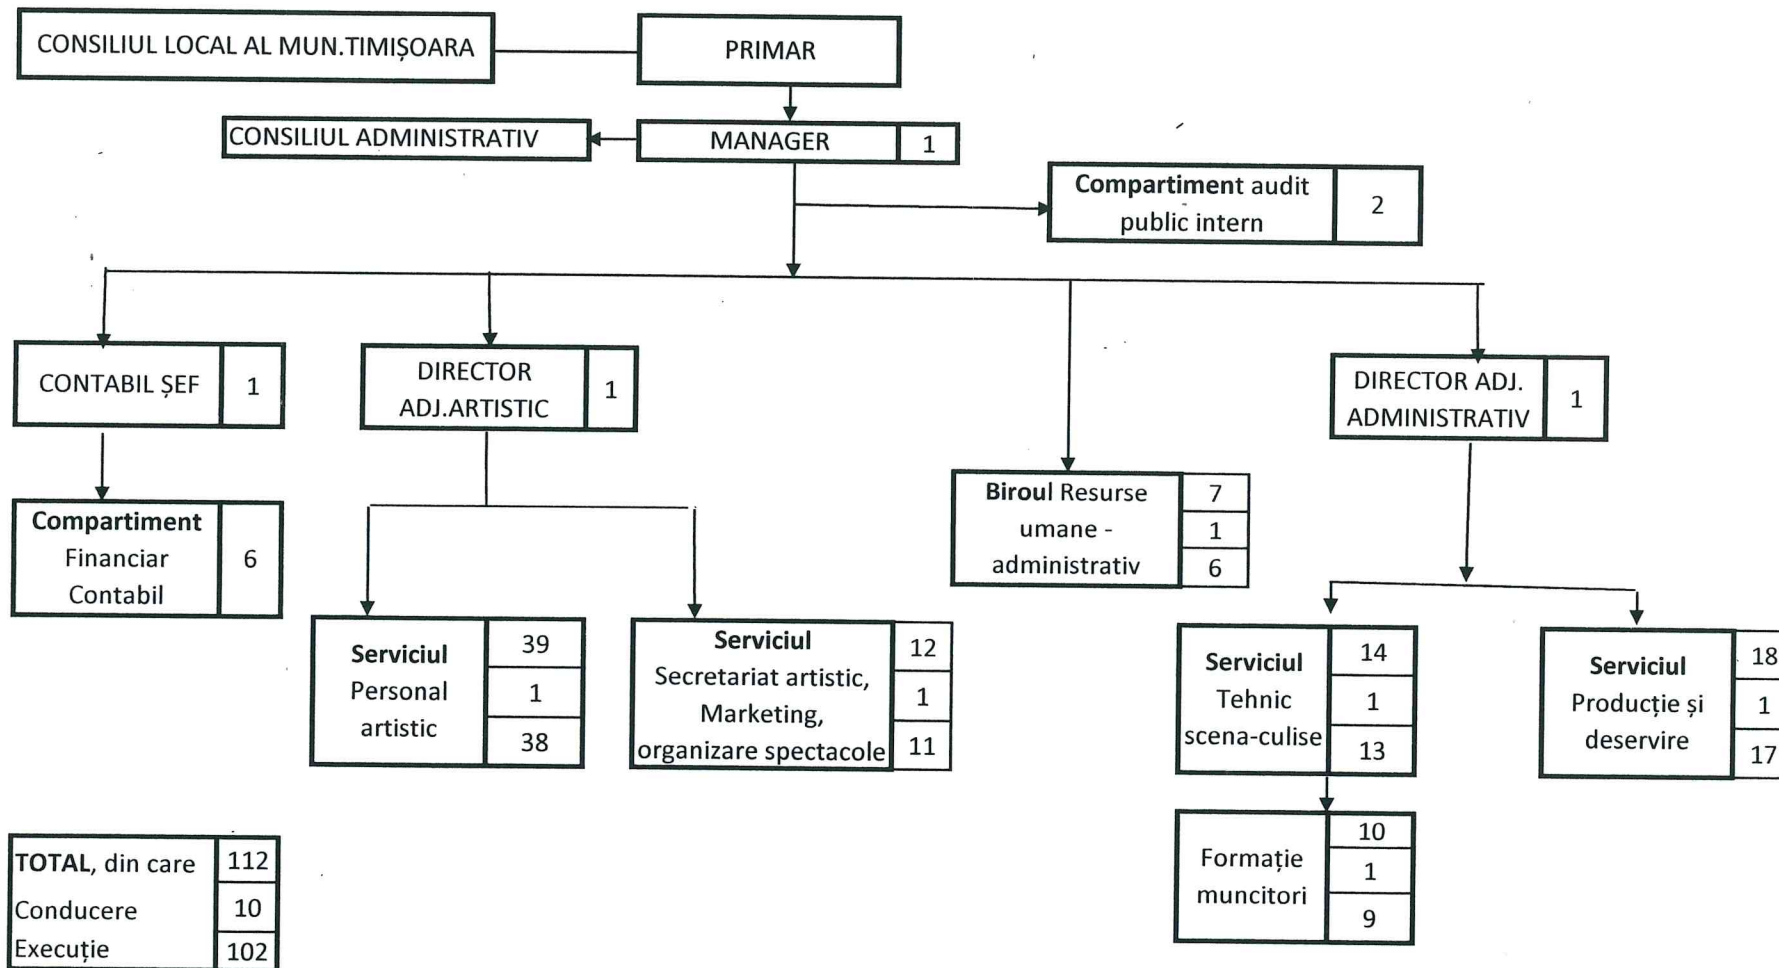 CONSILIUL LOCAL AL MUN.TIMIȘOARA
PRIMAR
CONSILIUL ADMINISTRATIV
MANAGER
1
Compartiment audit
public intern
2
CONTABIL ȘEF
1
DIRECTOR
ADJ.ARTISTIC
1
DIRECTOR ADJ.
ADMINISTRATIV
1
Compartiment
Financiar
Contabil
6
Biroul Resurse
umane -
administrativ
7
1
6
Serviciul
Personal
artistic
39
1
38
Serviciul
Secretariat artistic,
Marketing,
organizare spectacole
12
1
11
Serviciul
Tehnic
scena-culise
14
1
13
Serviciul
Producție și
deservire
18
1
17
Formație
muncitori
10
1
9
TOTAL, din care 112
Conducere 10
Execuție 102